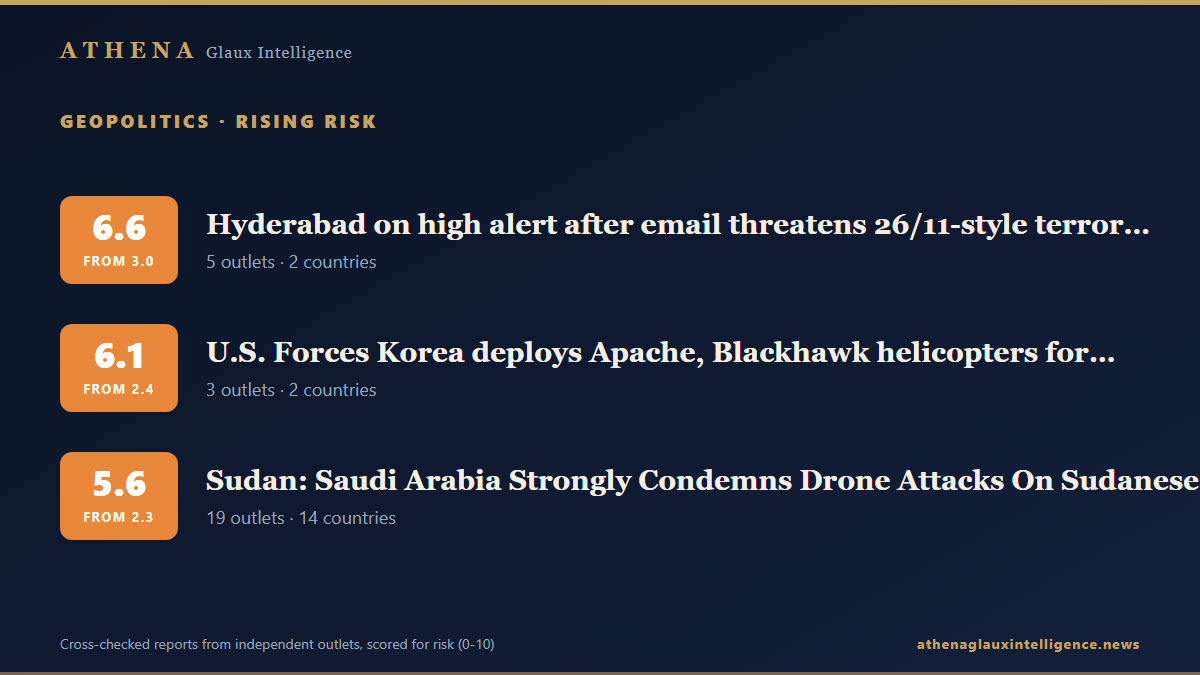 ATHENA Glaux Intelligence
GEOPOLITICS · RISING RISK
6.6
FROM 3.0
Hyderabad on high alert after email threatens 26/11-style terror...
5 outlets · 2 countries
6.1
FROM 2.4
U.S. Forces Korea deploys Apache, Blackhawk helicopters for...
3 outlets · 2 countries
5.6
FROM 2.3
Sudan: Saudi Arabia Strongly Condemns Drone Attacks On Sudanese
19 outlets · 14 countries
Cross-checked reports from independent outlets, scored for risk (0-10)
athenaglauxintelligence.news